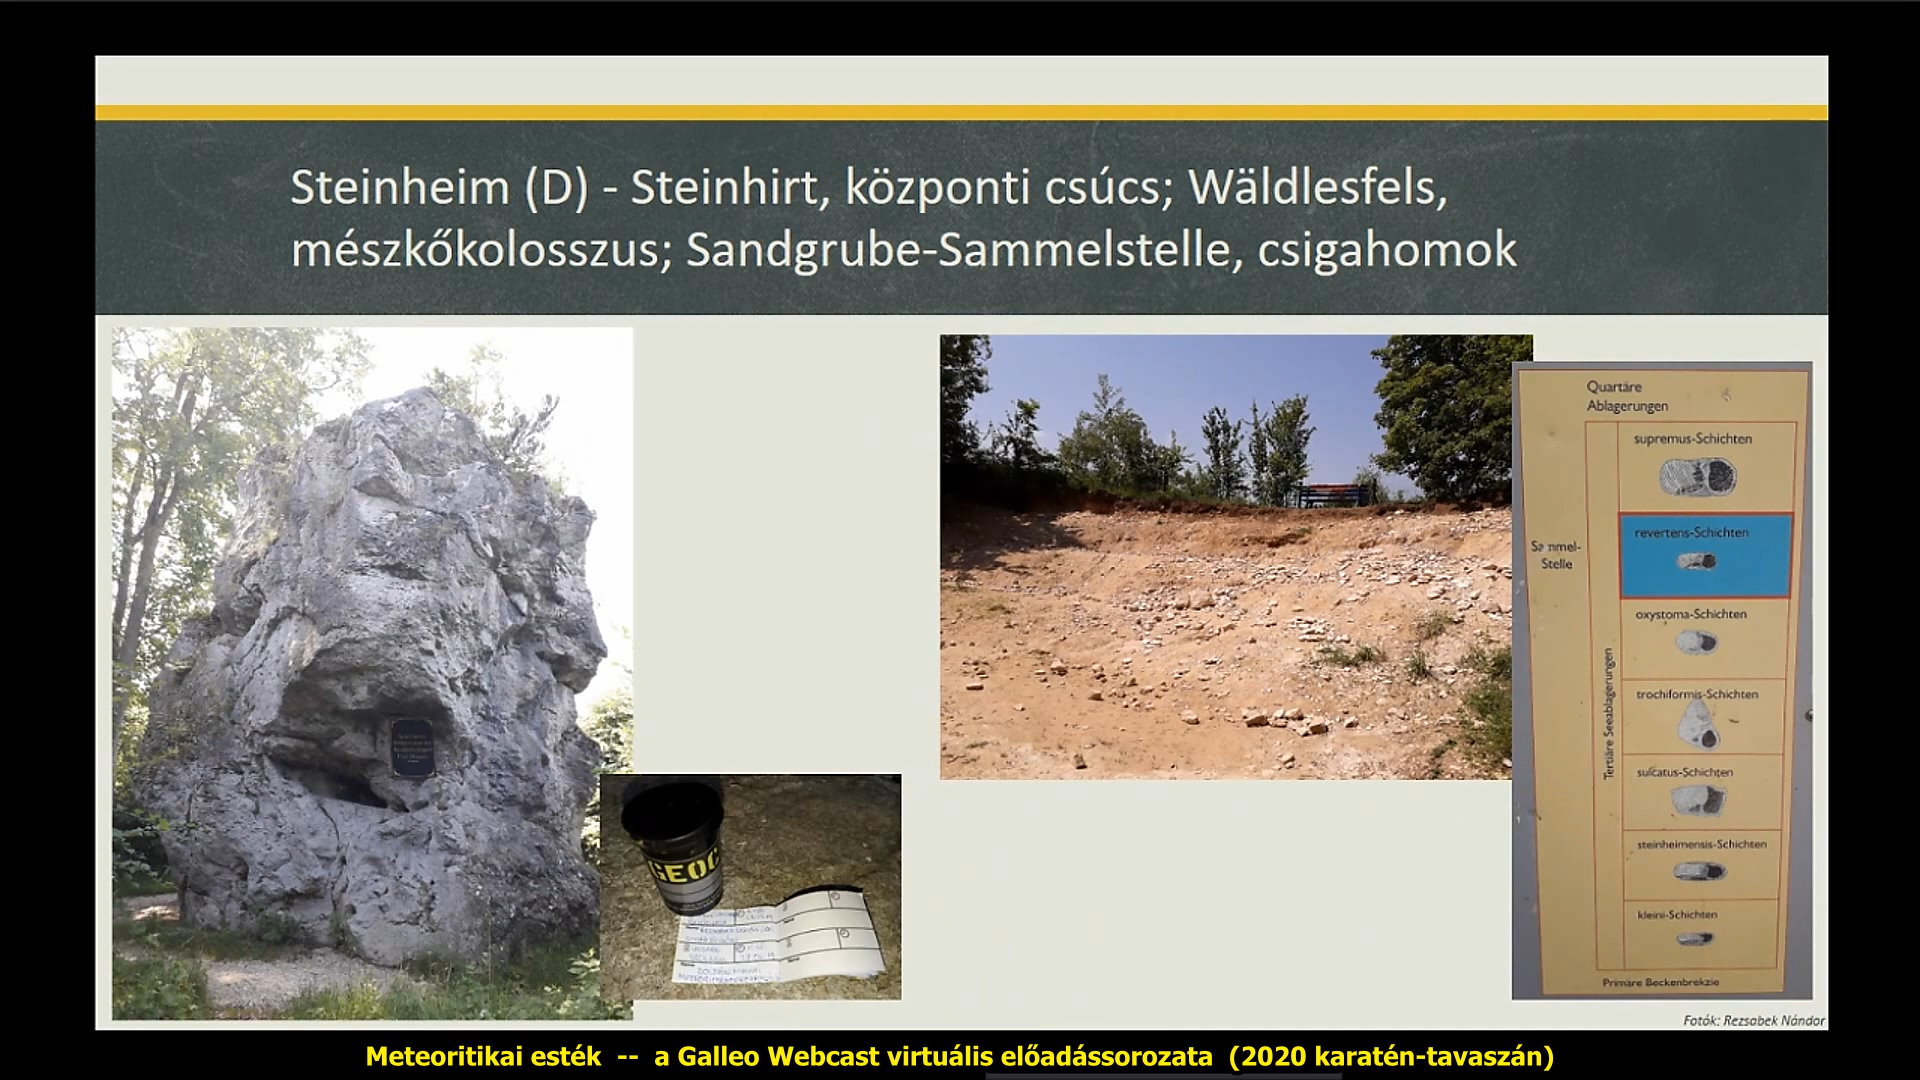 Steinheim (D) - Steinhirt, központi csúcs; Wäldlesfels,
mészkőkolosszus; Sandgrube-Sammelstelle, csigahomok
Quartäre
Ablagerungen
supremus-Schichten
Sammel-
Stelle
revertens-Schichten
oxystoma-Schichten
Tertiäre Seeablagerungen
trochiformis-Schichten
sulcatus-Schichten
steinheimensis-Schichten
kleini-Schichten
Primäre Beckenbrekzie
GEOC
Fotók: Rezsabek Nándor
Meteoritikai esték -- a Galleo Webcast virtuális előadássorozata (2020 karatén-tavaszán)